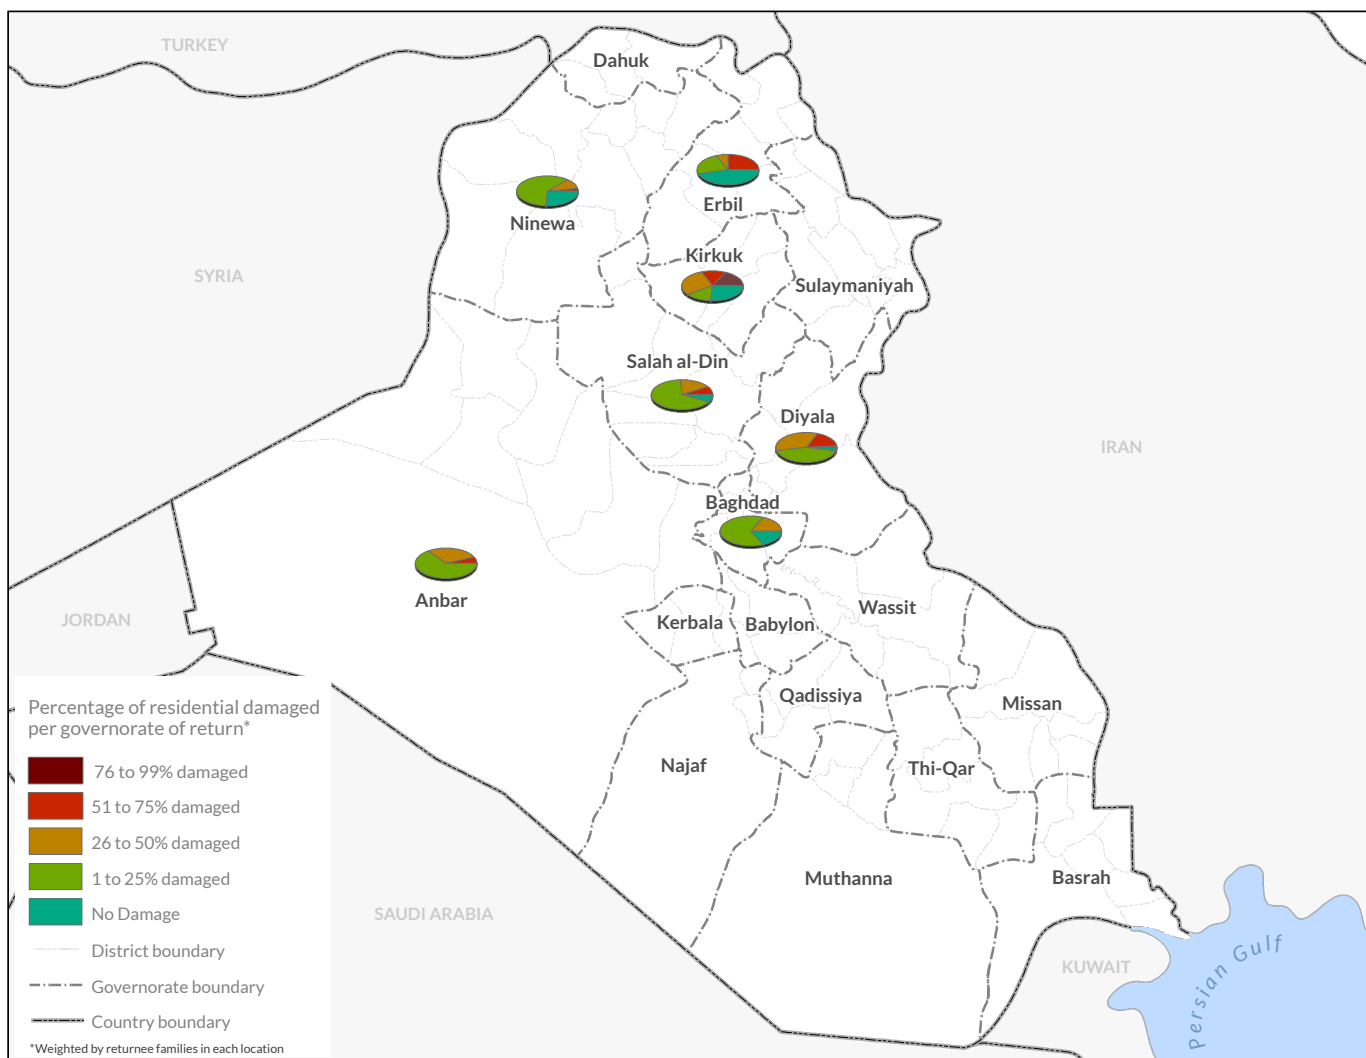 TURKEY
Dahuk
Erbil
Ninewa
Kirkuk
SYRIA
Sulaymaniyah
Salah al-Din
Diyala
IRAN
Baghdad
Anbar
Wassit
JORDAN
Kerbala
Babylon
Qadissiya
Missan
Najaf
Thi-Qar
Muthanna
Basrah
SAUDI ARABIA
KUWAIT
Persian Gulf
Percentage of residential damaged
per governorate of return*
76 to 99% damaged
51 to 75% damaged
26 to 50% damaged
1 to 25% damaged
No Damage
District boundary
Governorate boundary
Country boundary
*Weighted by returnee families in each location